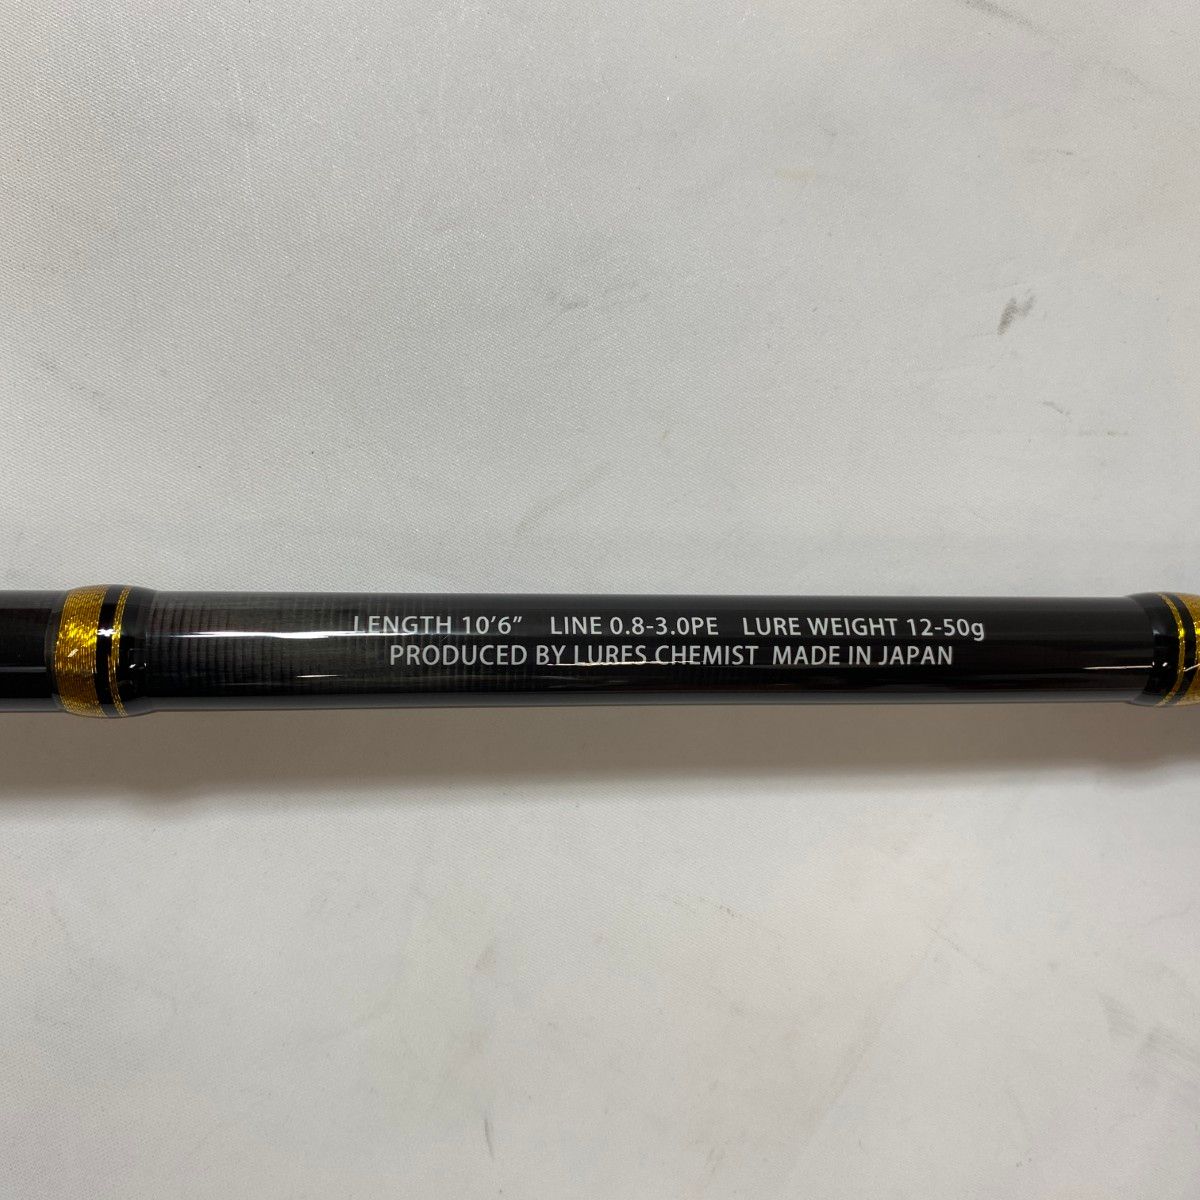 LENGTH 10’6” LINE 0.8-3.0PE LURE WEIGHT 12-50g
PRODUCED BY LURES CHEMIST MADE IN JAPAN